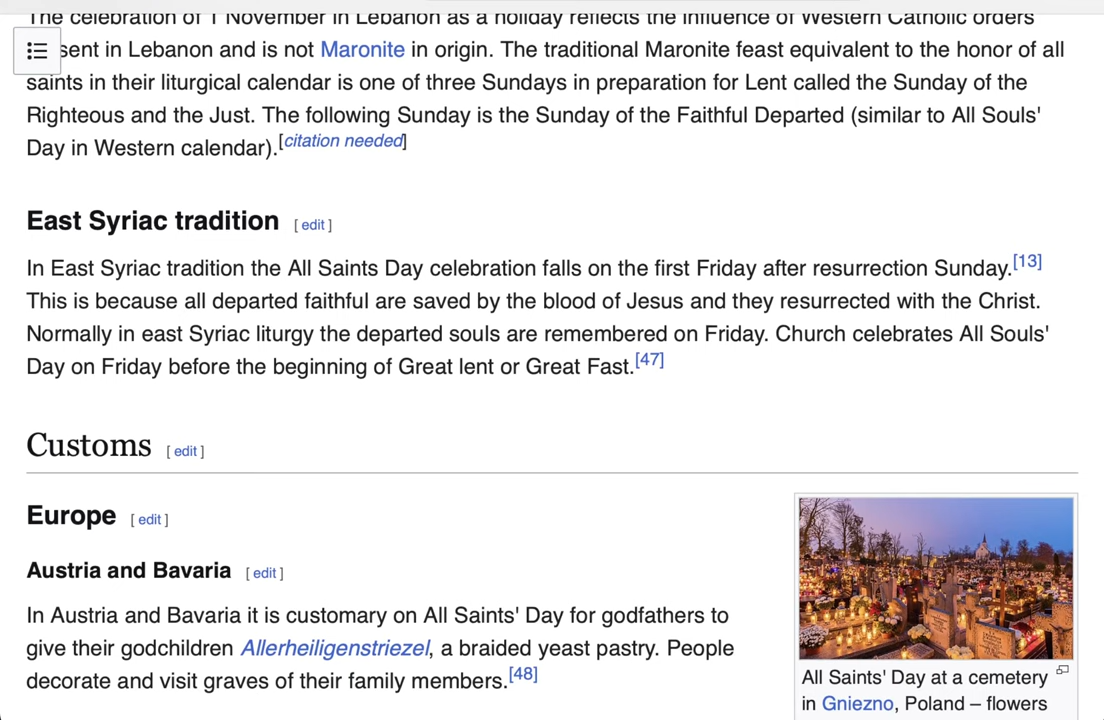 The celebration of 1 November in Lebanon as a holiday reflects the influence of Western Catholic orders
sent in Lebanon and is not Maronite in origin. The traditional Maronite feast equivalent to the honor of all
saints in their liturgical calendar is one of three Sundays in preparation for Lent called the Sunday of the
Righteous and the Just. The following Sunday is the Sunday of the Faithful Departed (similar to All Souls'
Day in Western calendar).[citation needed]
East Syriac tradition [ edit ]
In East Syriac tradition the All Saints Day celebration falls on the first Friday after resurrection Sunday.[13]
This is because all departed faithful are saved by the blood of Jesus and they resurrected with the Christ.
Normally in east Syriac liturgy the departed souls are remembered on Friday. Church celebrates All Souls'
Day on Friday before the beginning of Great lent or Great Fast.[47]
Customs [ edit ]
Europe [ edit ]
Austria and Bavaria [ edit ]
In Austria and Bavaria it is customary on All Saints' Day for godfathers to
give their godchildren Allerheiligenstriezel, a braided yeast pastry. People
decorate and visit graves of their family members.[48]
All Saints' Day at a cemetery
in Gniezno, Poland – flowers